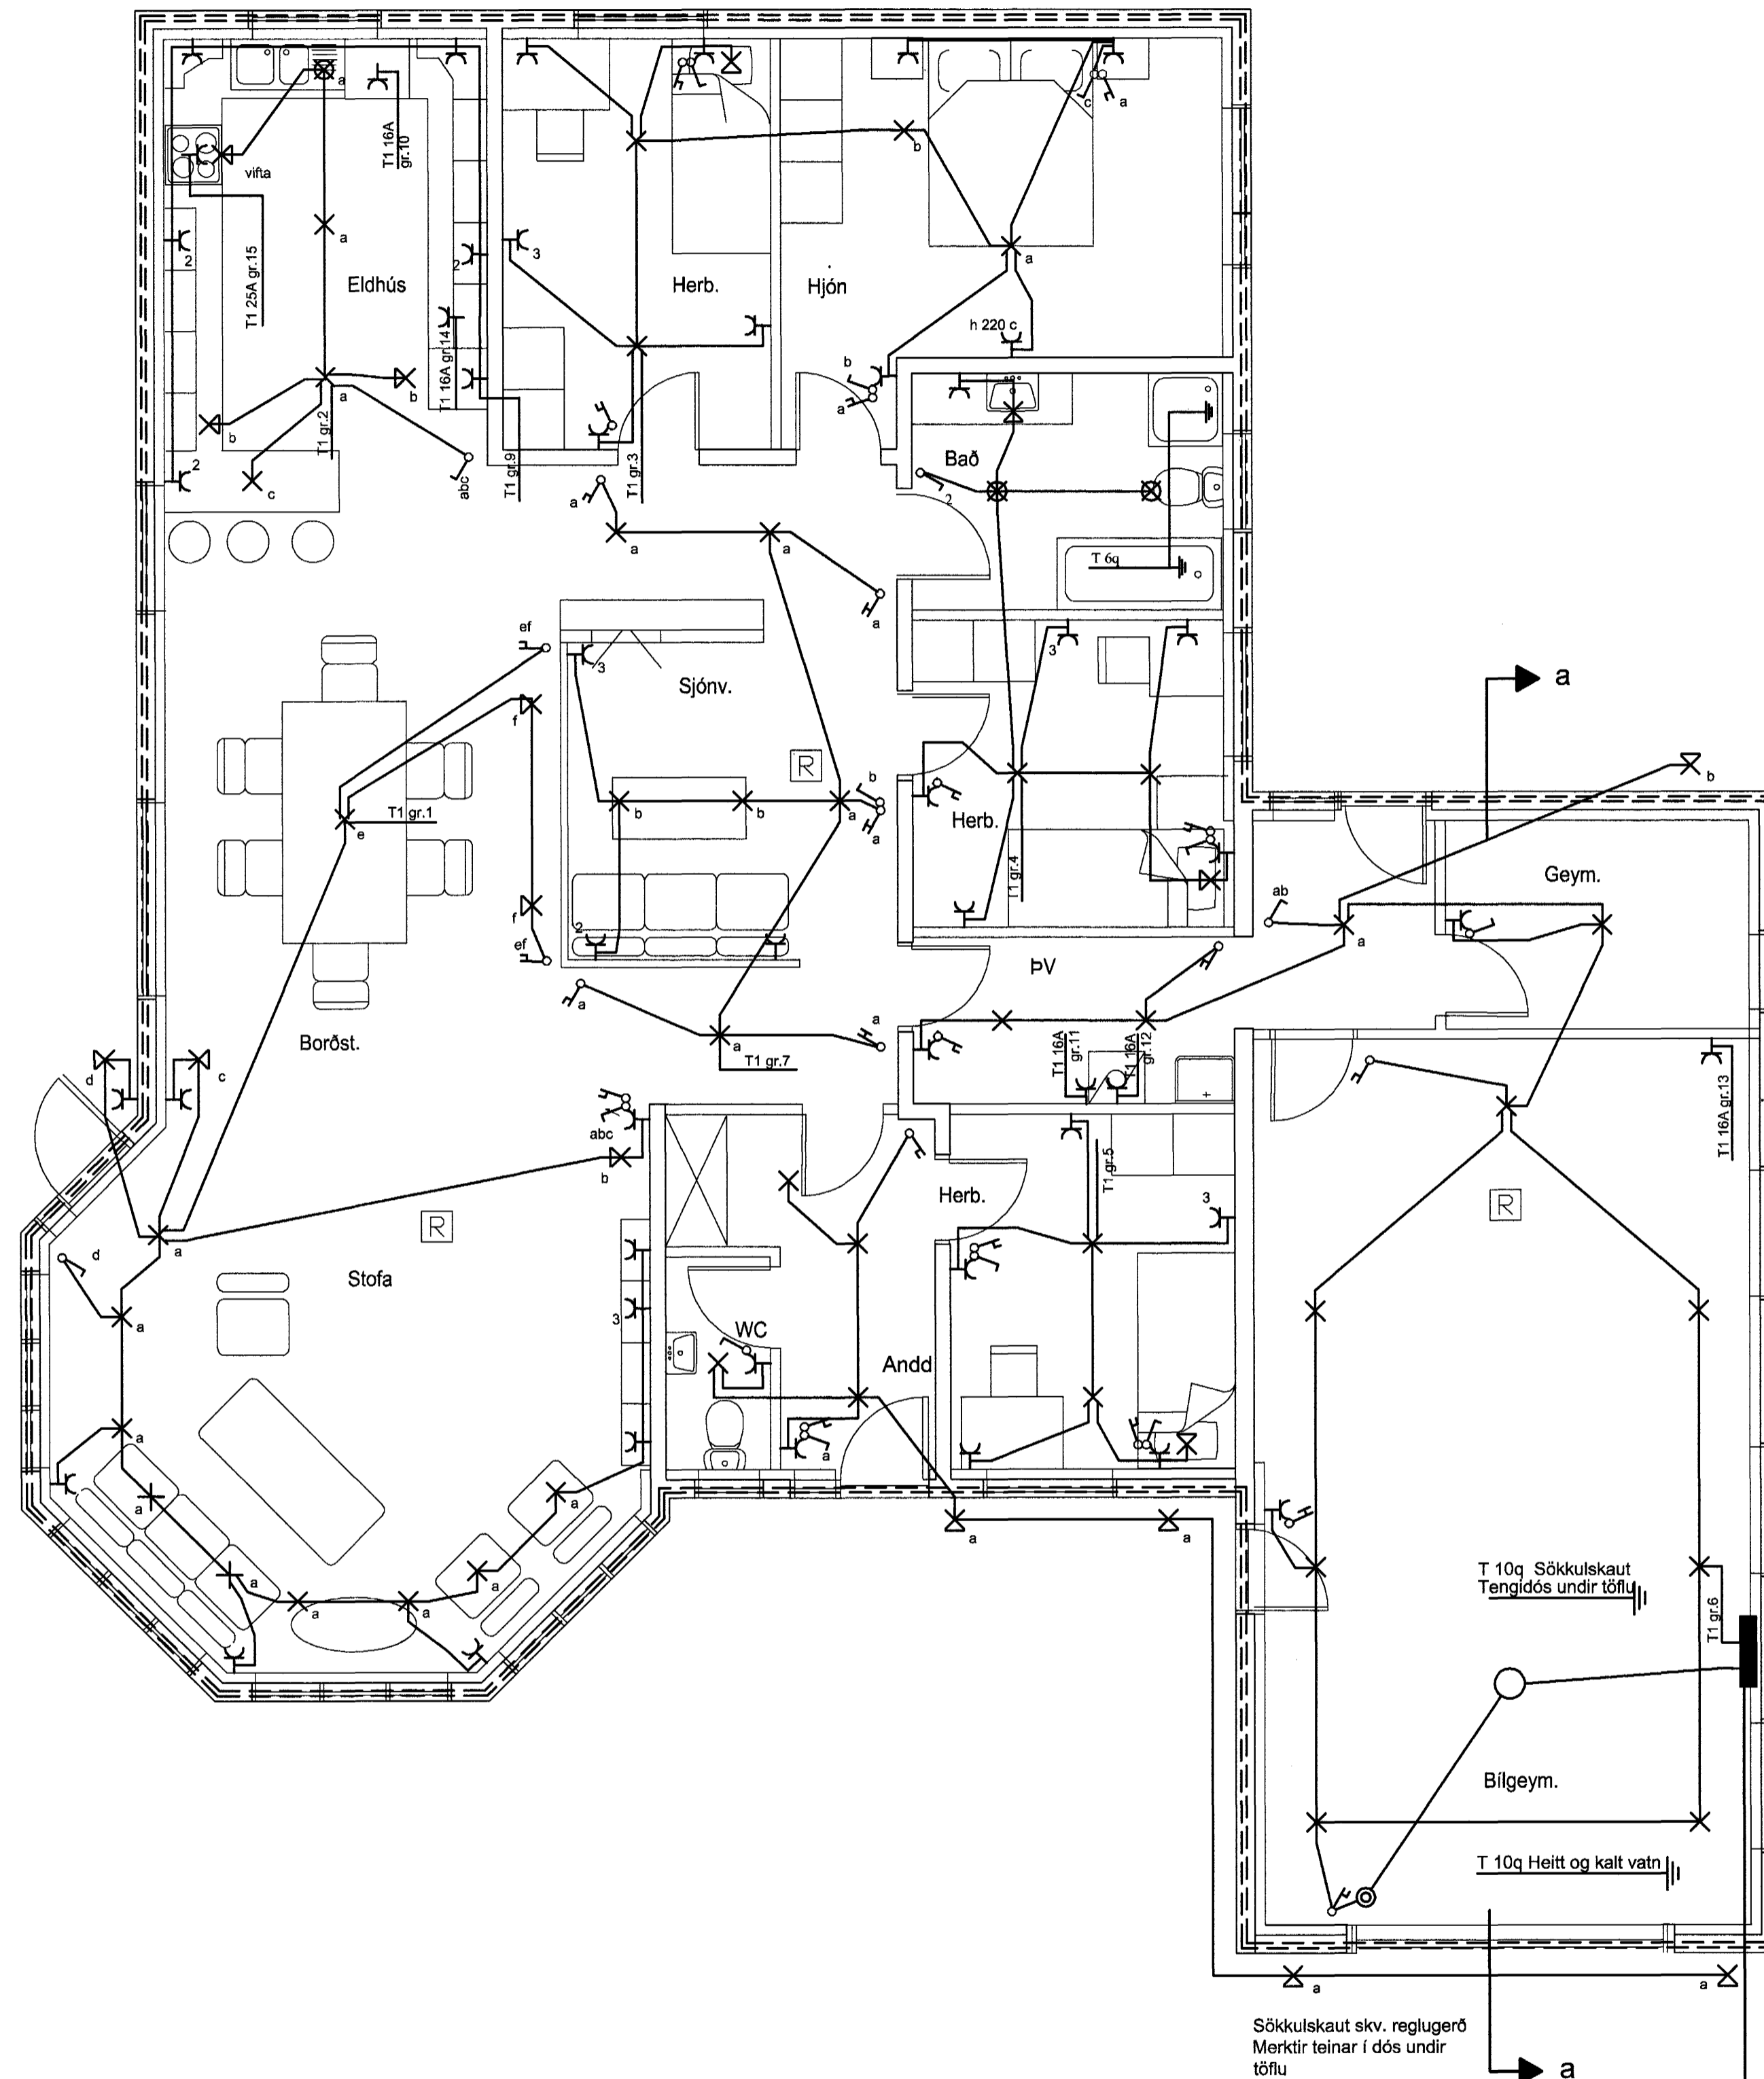 a
T1 16A
gr.10
c
a
vifta
b
a
2
T1 25A gr.15
Eldhús
2
3
Herb.
Hjón
a
h 220 c
T1 16A gr.14
b
a
a
b
b
T1 gr.2
2
c
abc
T1 gr.9
T1 gr.3
Bað
2
a
a
a
T 6q
a
ef
3
3
Sjónv.
a
f
R
b
b
T1 gr.1
e
b
b
a
a
Herb.
T1 gr.4
Geym.
ab
f
2
ef
a
ÞV
a
a
a
T1 gr.7
Borðst.
T1 16A
gr.11
T1 16A
gr.12
T1 16A gr.13
d
c
abc
b
T1 gr.5
Herb.
3
R
R
a
d
Stofa
a
3
WC
Andd
a
a
a
a
a
a
a
a
a
a
T 10q Sökkulskaut
Tengidós undir töflu
T1 gr.6
Bílgeym.
T 10q Heitt og kalt vatn
a
a
Sökkulskaut skv. reglugerð
Merktir teinar í dós undir
töflu
a